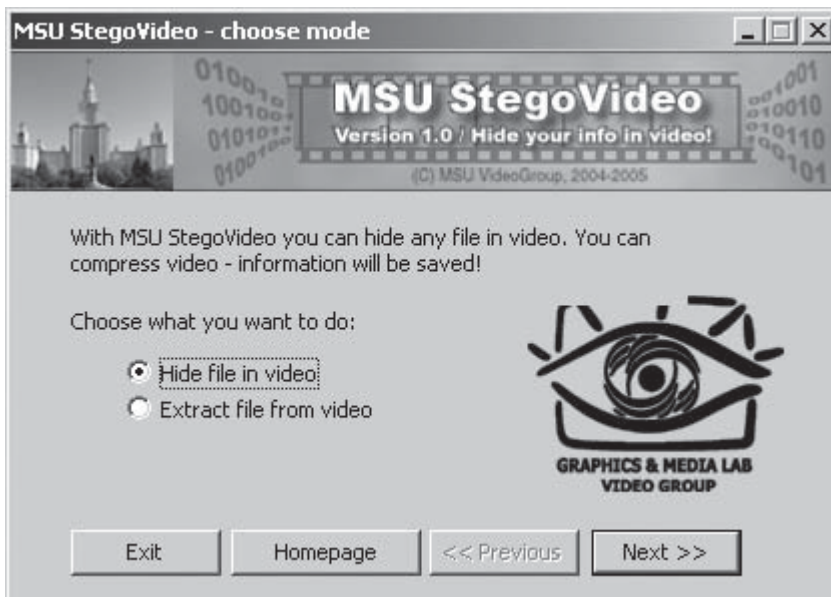 MSU StegoVideo - choose mode
MSU StegoVideo
Version 1.0 / Hide your info in video!
(C) MSU VideoGroup, 2004-2005
With MSU StegoVideo you can hide any file in video. You can
compress video - information will be saved!
Choose what you want to do:
Hide file in video
Extract file from video
GRAPHICS & MEDIA LAB
VIDEO GROUP
Exit
Homepage
<< Previous
Next >>